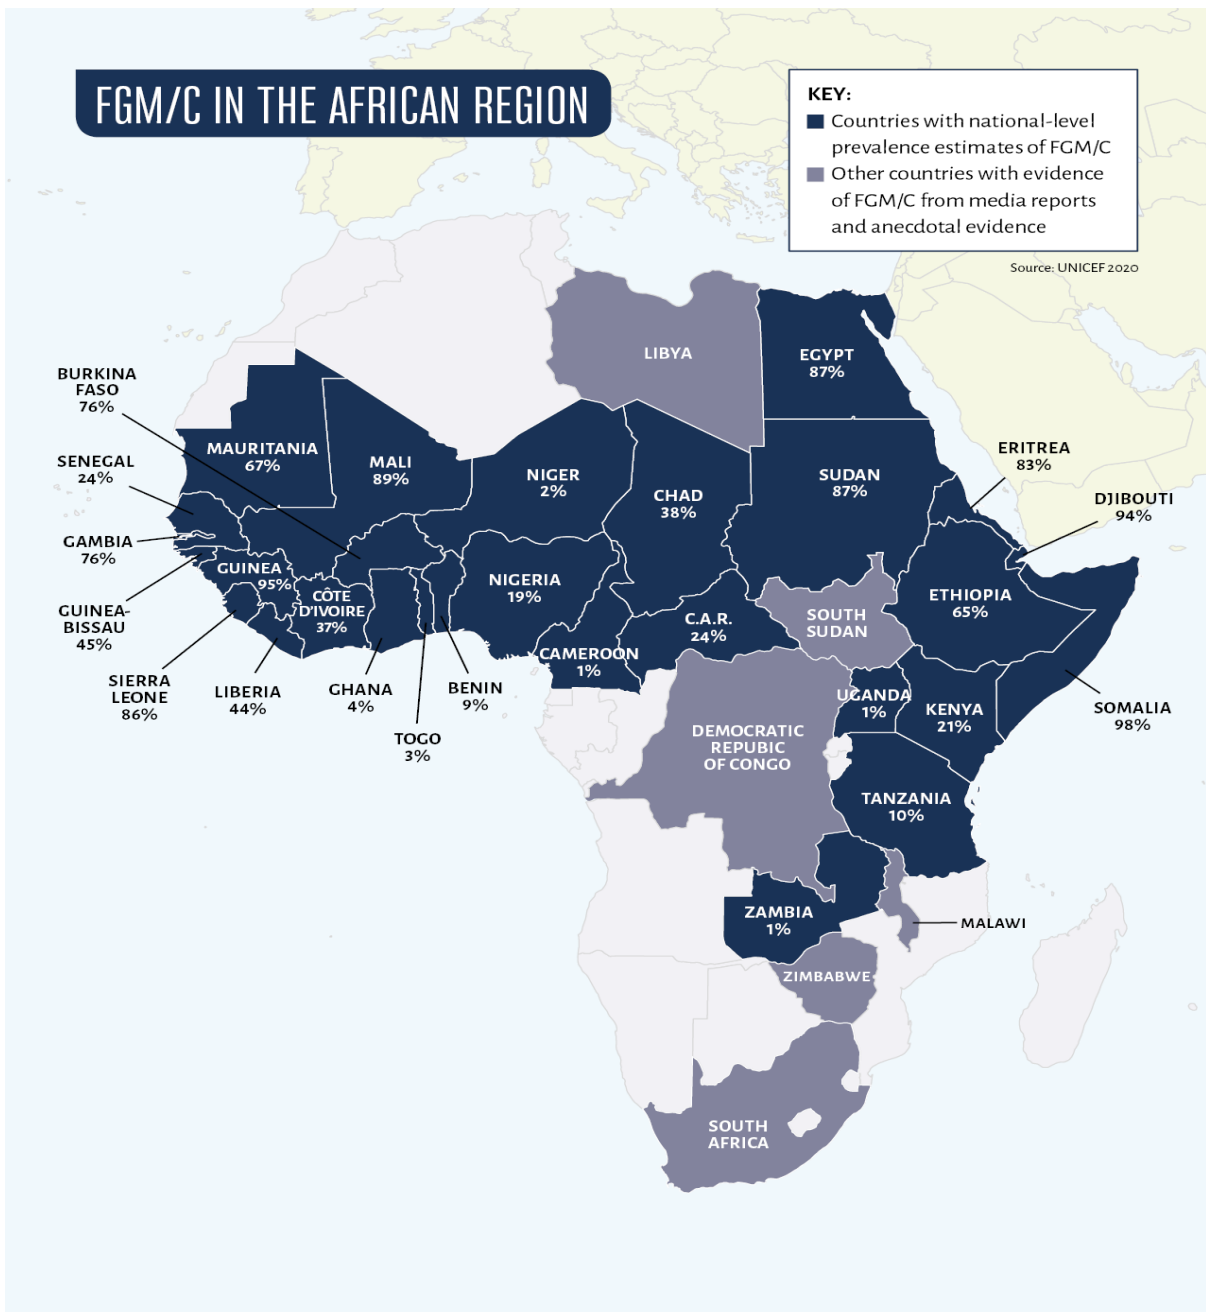 FGM/C IN THE AFRICAN REGION
KEY:
Countries with national-level
prevalence estimates of FGM/C
Other countries with evidence
of FGM/C from media reports
and anecdotal evidence
Source: UNICEF 2020
LIBYA
EGYPT
87%
BURKINA
FASO
76%
MAURITANIA
67%
MALI
89%
NIGER
2%
CHAD
38%
SUDAN
87%
ERITREA
83%
SENEGAL
24%
DJIBOUTI
94%
GAMBIA
76%
GUINEA
95%
CÔTE
D'IVOIRE
37%
NIGERIA
19%
C.A.R.
24%
SOUTH
SUDAN
ETHIOPIA
65%
GUINEA-
BISSAU
45%
CAMEROON
1%
SIERRA
LEONE
86%
LIBERIA
44%
GHANA
4%
TOGO
3%
BENIN
9%
UGANDA
1%
KENYA
21%
SOMALIA
98%
DEMOCRATIC
REPUBIC
OF CONGO
TANZANIA
10%
ZAMBIA
1%
MALAWI
ZIMBABWE
SOUTH
AFRICA